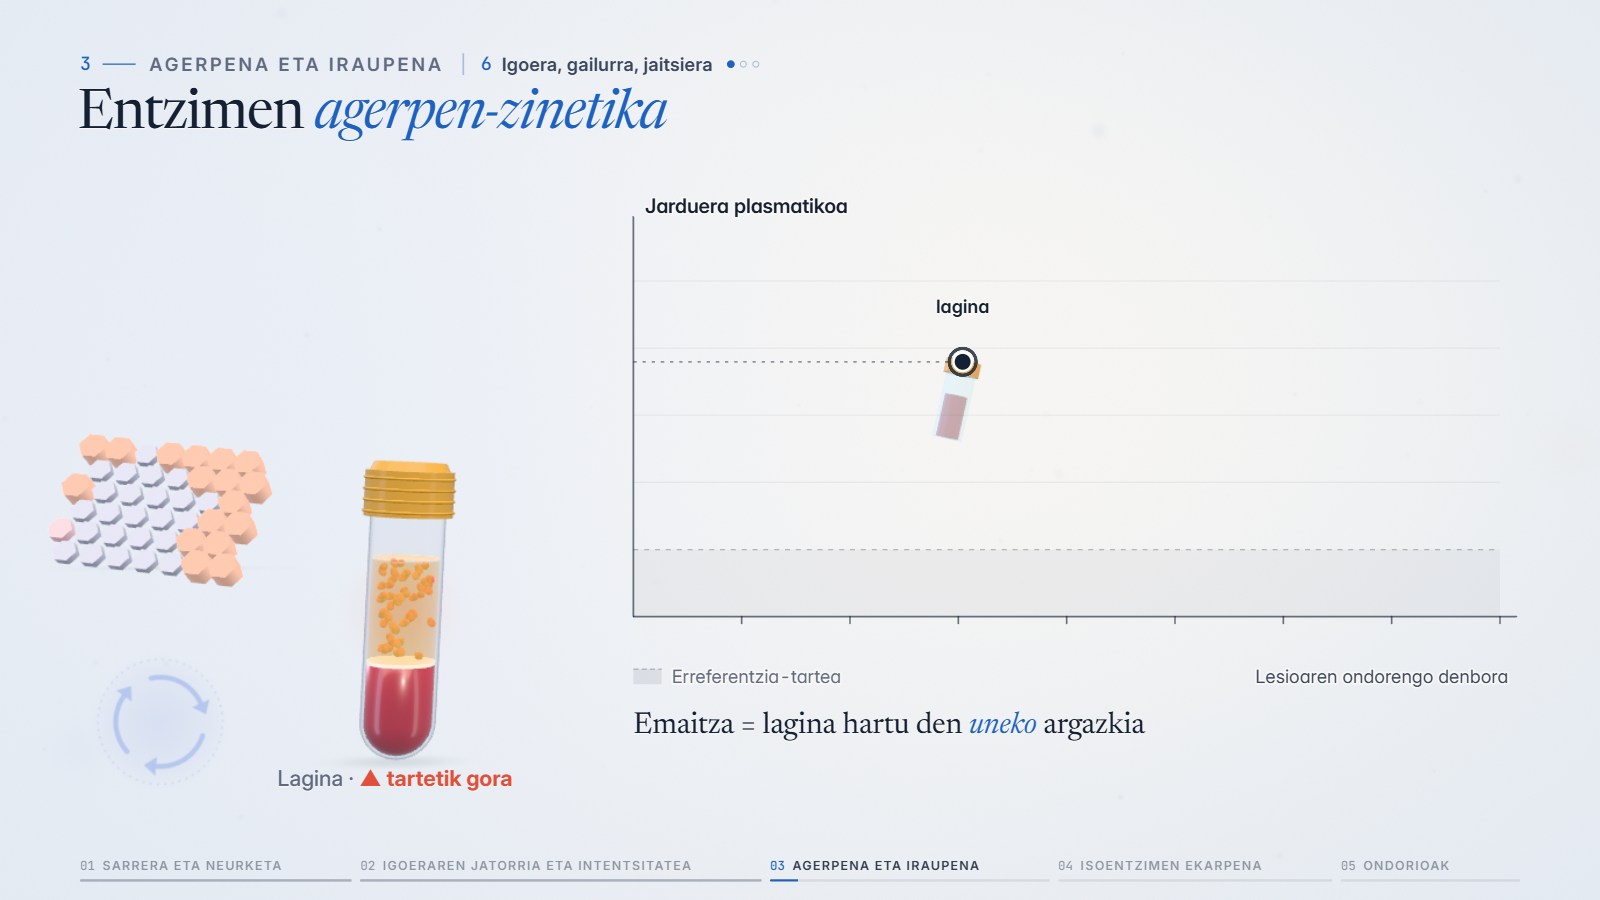 3 — AGERPENA ETA IRAUPENA | 6 Igoera, gailurra, jaitsiera
Entzimen agerpen-zinetika
Jarduera plasmatikoa
lagina
Erreferentzia-tartea
Lesioaren ondorengo denbora
Emaitza = lagina hartu den uneko argazkia
Lagina · ▲ tartetik gora
01 SARRERA ETA NEURKETA
02 IGOERAREN JATORRIA ETA INTENTSITATEA
03 AGERPENA ETA IRAUPENA
04 ISOENTZIMEN EKARPENA
05 ONDORIOAK